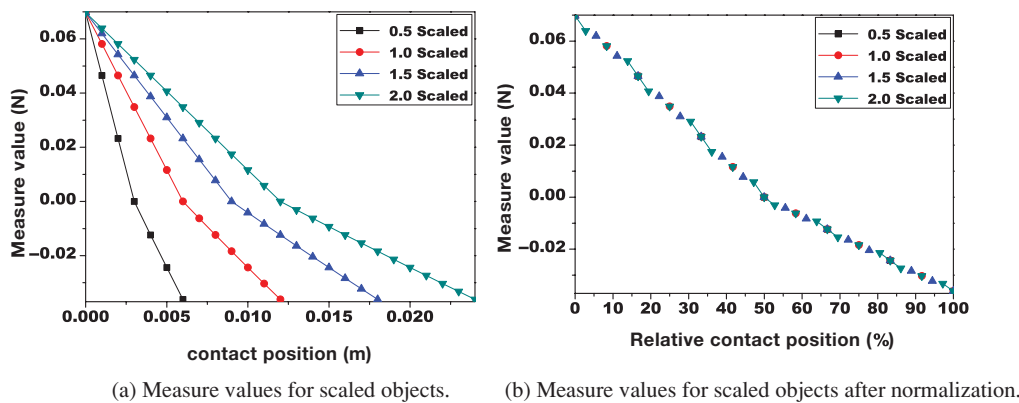 0.06
0.04
0.02
0.00
−0.02
Measure value (N)
0.000
0.005
0.010
0.015
0.020
contact position (m)
0.5 Scaled
1.0 Scaled
1.5 Scaled
2.0 Scaled
(a) Measure values for scaled objects.
0.06
0.04
0.02
0.00
−0.02
Measure value (N)
0
10
20
30
40
50
60
70
80
90
100
Relative contact position (%)
0.5 Scaled
1.0 Scaled
1.5 Scaled
2.0 Scaled
(b) Measure values for scaled objects after normalization.